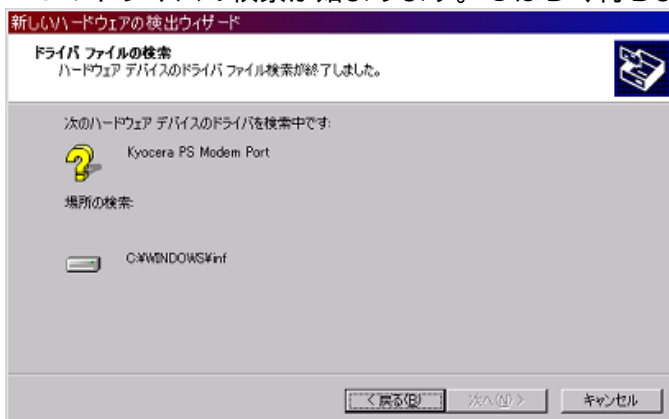 新しいハードウェアの検出ウィザード
ドライバ ファイルの検索
ハードウェア デバイスのドライバ ファイル検索が終了しました。
次のハードウェア デバイスのドライバを検索中です:
Kyocera PS Modem Port
場所の検索:
C:¥WINDOWS¥inf
< 戻る(B)
次へ(N) >
キャンセル